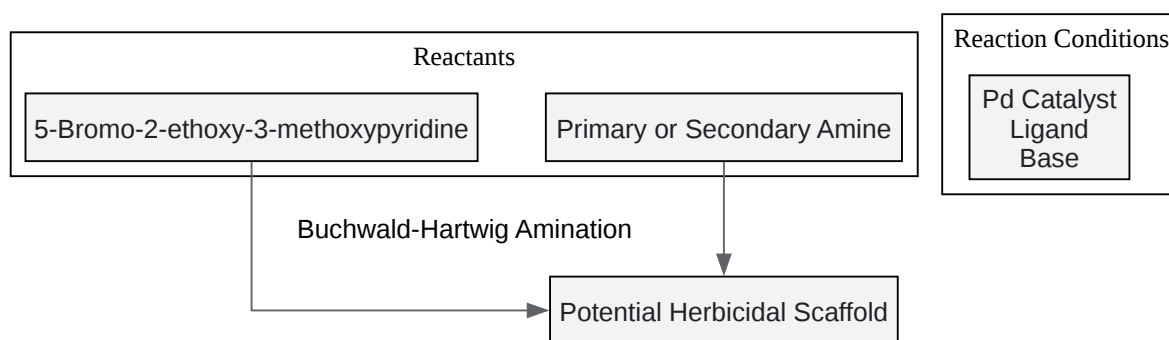 Reactants
Reaction Conditions
5-Bromo-2-ethoxy-3-methoxypyridine
Primary or Secondary Amine
Pd Catalyst
Ligand
Base
Buchwald-Hartwig Amination
Potential Herbicidal Scaffold